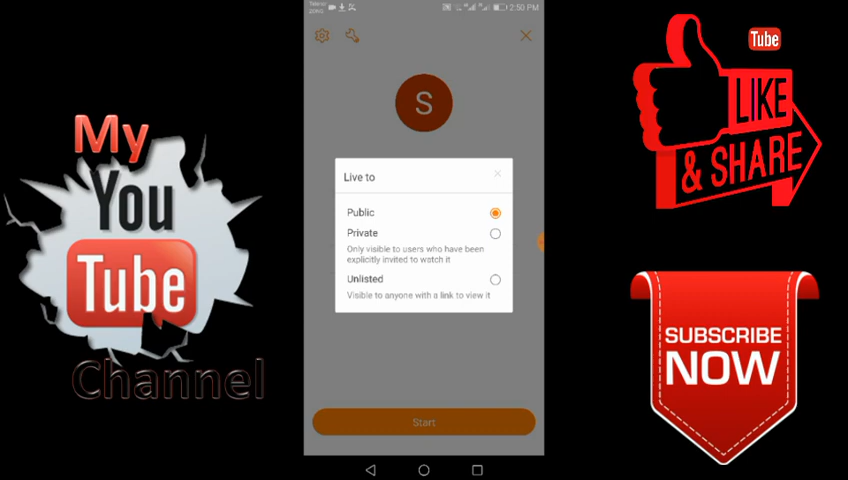 My
You
Tube
Channel
2:50 PM
S
Live to
Public
Private
Only visible to users who have been
explicitly invited to watch it
Unlisted
Visible to anyone with a link to view it
Start
Tube
LIKE
& SHARE
SUBSCRIBE
NOW